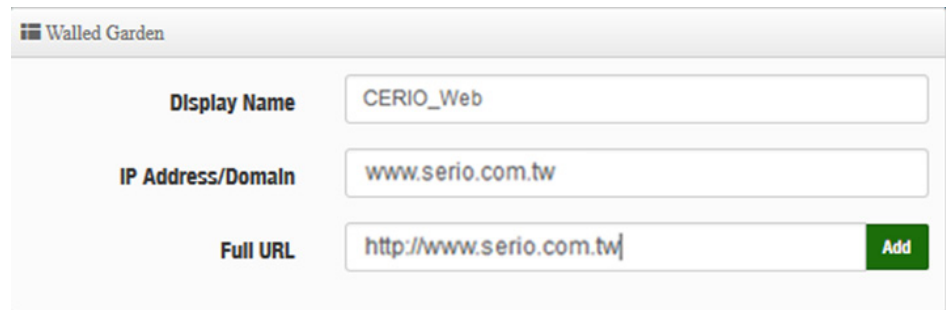 Walled Garden
Display Name
CERIO_Web
IP Address/Domain
www.serio.com.tw
Full URL
http://www.serio.com.tw
Add